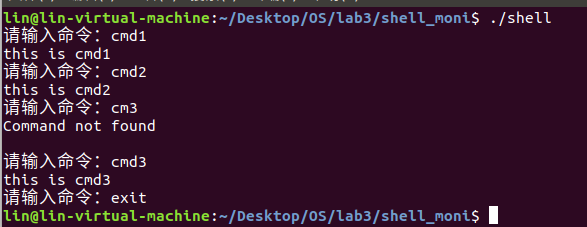 lin@lin-virtual-machine:~/Desktop/OS/lab3/shell_moni$ ./shell
请输入命令：cmd1
this is cmd1
请输入命令：cmd2
this is cmd2
请输入命令：cm3
Command not found
请输入命令：cmd3
this is cmd3
请输入命令：exit
lin@lin-virtual-machine:~/Desktop/OS/lab3/shell_moni$